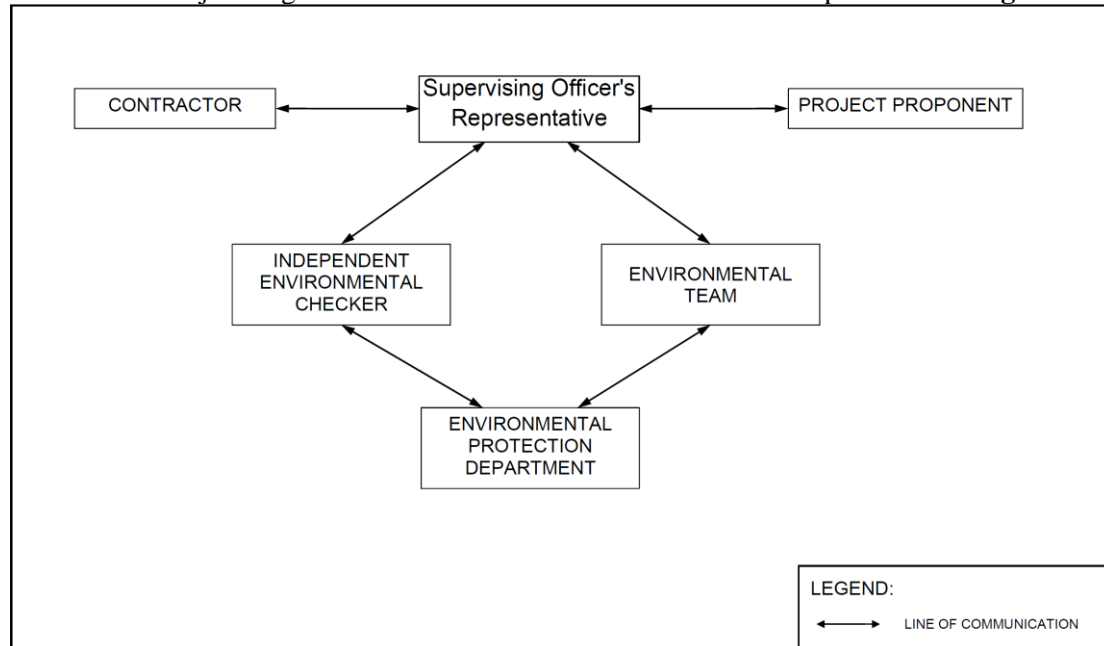 CONTRACTOR
Supervising Officer's
Representative
PROJECT PROPONENT
INDEPENDENT
ENVIRONMENTAL
CHECKER
ENVIRONMENTAL
TEAM
ENVIRONMENTAL
PROTECTION
DEPARTMENT
LEGEND:
LINE OF COMMUNICATION